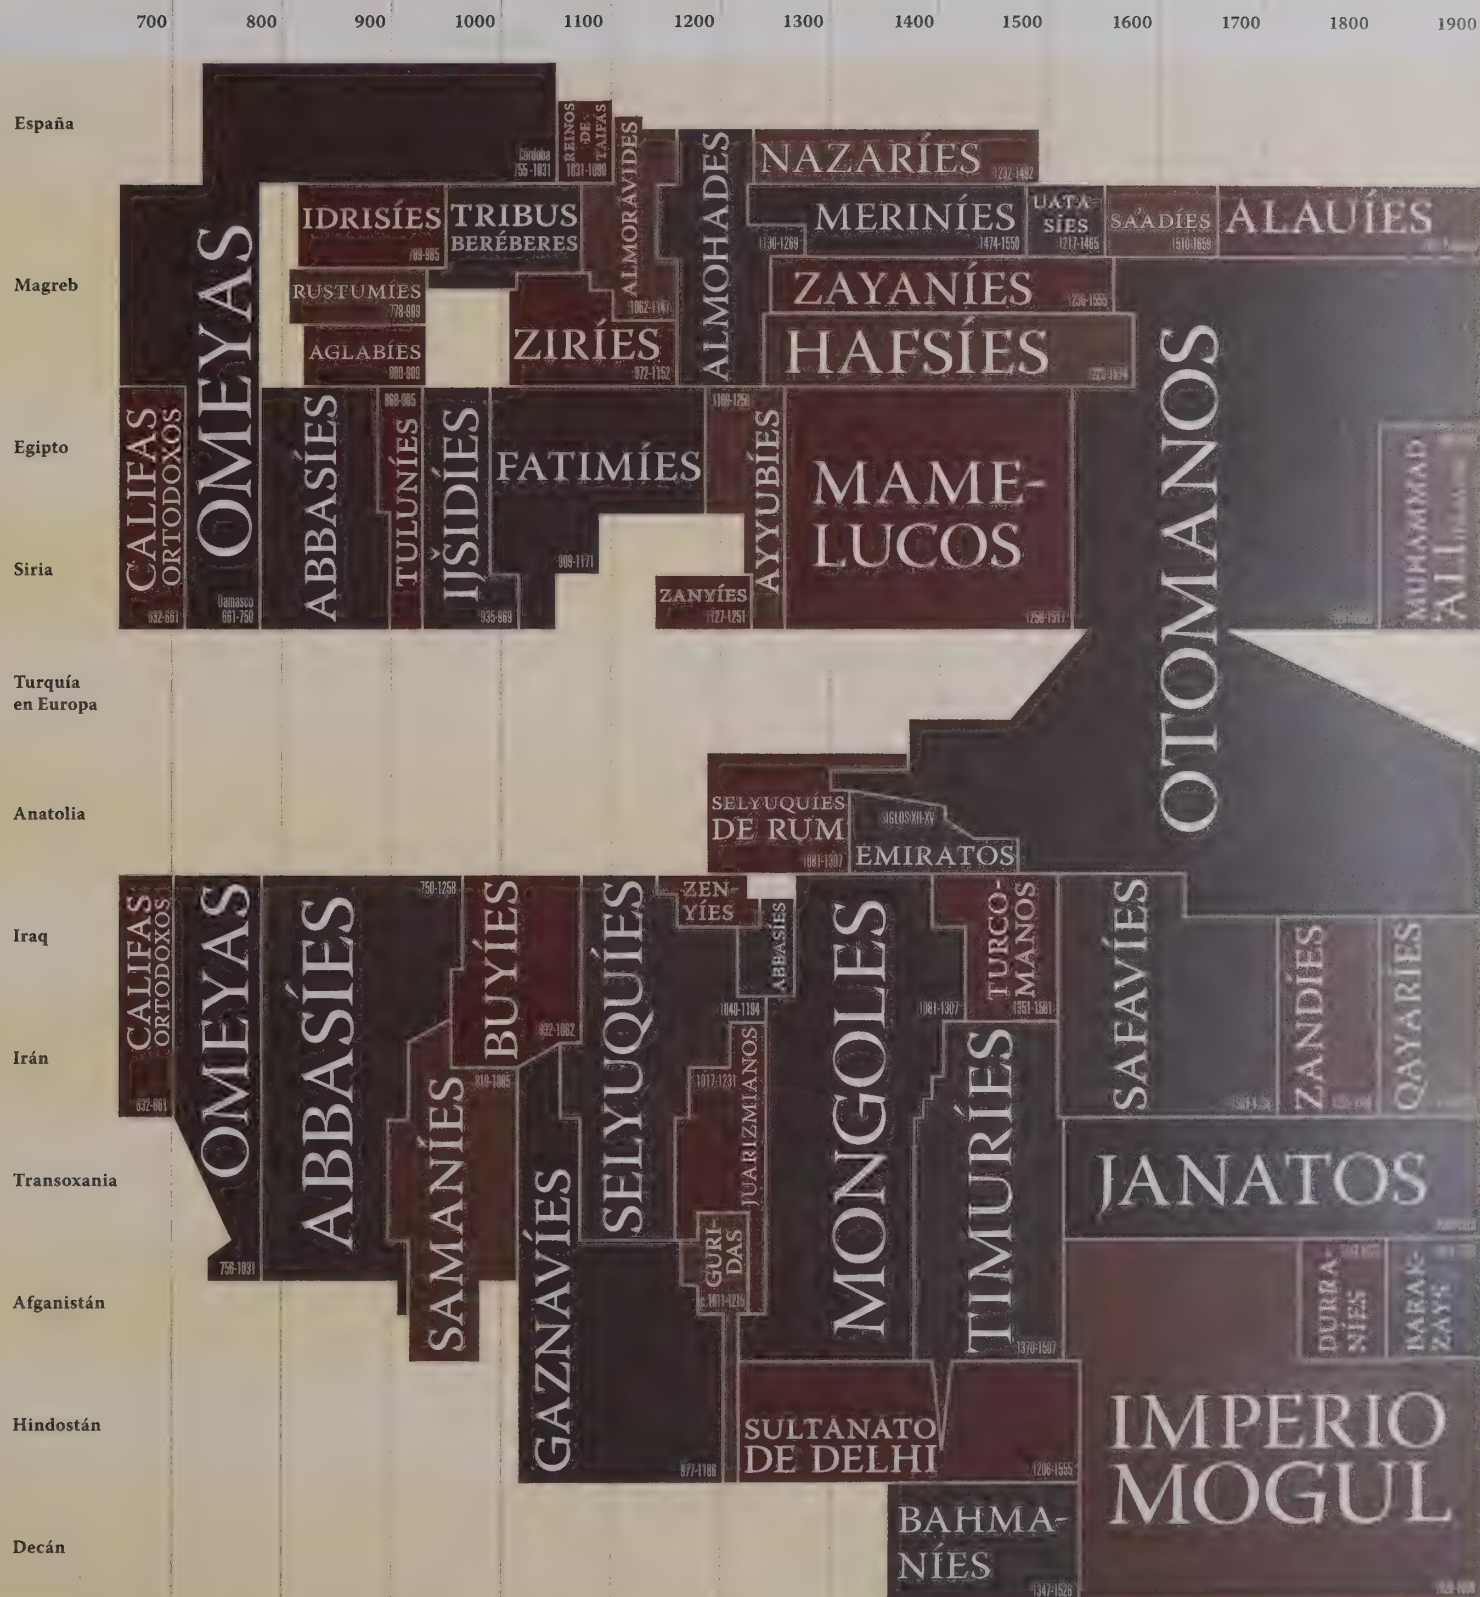 700 800 900 1000 1100 1200 1300 1400 1500 1600 1700 1800 1900
España
Córdoba
755-1031
REINOS
DE
TAIFAS
1031-1090
ALMORÁVIDES
1062-1147
ALMOHADES
NAZARÍES
1232-1492
Magreb
OMEYAS
Damasco
661-750
IDRISÍES
789-985
TRIBUS
BERÉBERES
MERINÍES
1474-1550
1130-1269
UATA-
SÍES
1217-1465
SA'ADÍES
1510-1659
ALAUÍES
RUSTUMÍES
778-909
AGLABÍES
800-909
ZIRÍES
972-1152
ZAYANÍES
1236-1555
HAFSÍES
Egipto
CALIFAS
ORTODOXOS
632-661
ABBASÍES
868-905
TULUNÍES
IJŠIDÍES
935-969
FATIMÍES
909-1171
1169-1250
AYYUBÍES
MAME-
LUCOS
1250-1517
OTOMANOS
MUHAMMAD
ALÍ
Siria
ZANYÍES
1127-1251
Turquía
en Europa
Anatolia
SELYUQUÍES
DE RUM
1081-1307
SIGLOS XII-XV
EMIRATOS
Iraq
CALIFAS
ORTODOXOS
632-661
OMEYAS
756-1031
ABBASÍES
750-1258
BUYÍES
932-1062
SELYUQUÍES
1040-1194
ZEN-
YÍES
ABBASÍES
MONGOLES
1081-1307
TURCO-
MANOS
1351-1501
SAFAVÍES
ZANDÍES
QAYARÍES
Irán
SAMANÍES
819-1005
1017-1231
JUARIZMIANOS
TIMURÍES
1370-1507
Transoxania
GURI-
DAS
JANATOS
Afganistán
GAZNAVÍES
977-1186
DURRA-
NÍES
BARAK-
ZAYS
Hindostán
SULTANATO
DE DELHI
1206-1555
IMPERIO
MOGUL
Decán
BAHMA-
NÍES
1347-1526